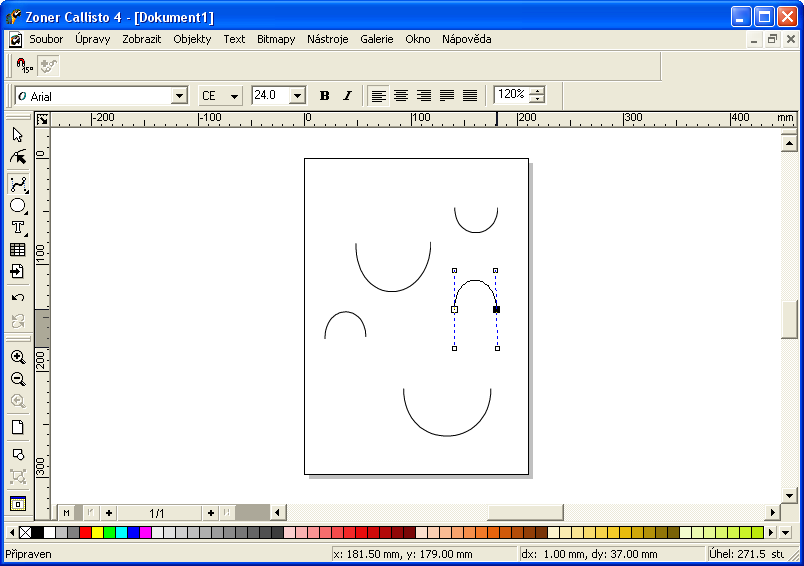 Zoner Callisto 4 - [Dokument1]
Soubor Úpravy Zobrazit Objekty Text Bitmapy Nástroje Galerie Okno Nápověda
15°
O Arial CE 24.0 B I 120%
-200 -100 0 100 200 300 400 mm
0
100
200
300
M 1/1
Připraven x: 181.50 mm, y: 179.00 mm dx: 1.00 mm, dy: 37.00 mm Úhel: 271.5 stu